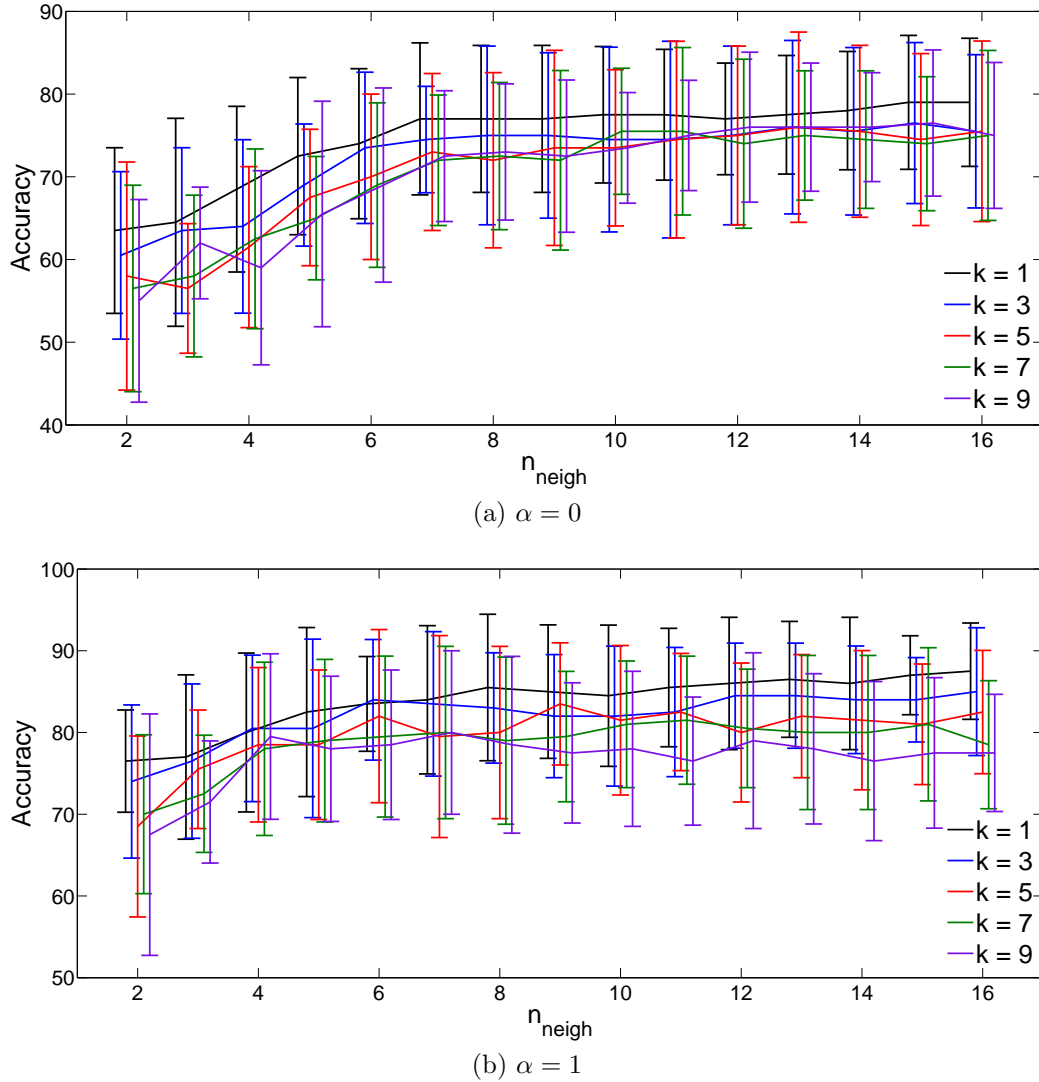 90
80
70
60
50
40
Accuracy
k = 1
k = 3
k = 5
k = 7
k = 9
2 4 6 8 10 12 14 16
n_neigh
(a) α = 0
100
90
80
70
60
50
Accuracy
k = 1
k = 3
k = 5
k = 7
k = 9
2 4 6 8 10 12 14 16
n_neigh
(b) α = 1